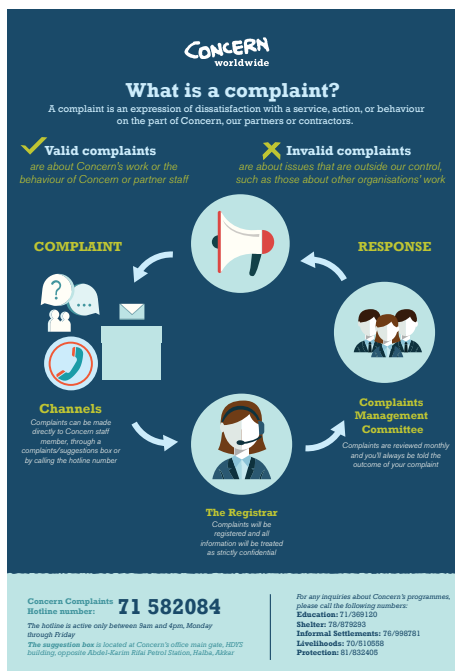 CONCERN
worldwide
What is a complaint?
A complaint is an expression of dissatisfaction with a service, action, or behaviour
on the part of Concern, our partners or contractors.
Valid complaints
are about Concern's work or the
behaviour of Concern or partner staff
Invalid complaints
are about issues that are outside our control,
such as those about other organisations' work
COMPLAINT
RESPONSE
?
...
Channels
Complaints can be made
directly to Concern staff
member, through a
complaints/suggestions box or
by calling the hotline number
Complaints
Management
Committee
Complaints are reviewed monthly
and you'll always be told the
outcome of your complaint
The Registrar
Complaints will be
registered and all
information will be treated
as strictly confidential
Concern Complaints
Hotline number:
71 582084
The hotline is active only between 9am and 4pm, Monday
through Friday
The suggestion box is located at Concern's office main gate, HDYS
building, opposite Abdel-Karim Rifai Petrol Station, Halba, Akkar
For any inquiries about Concern's programmes,
please call the following numbers:
Education: 71/369120
Shelter: 78/879293
Informal Settlements: 76/998781
Livelihoods: 70/510558
Protection: 81/832405